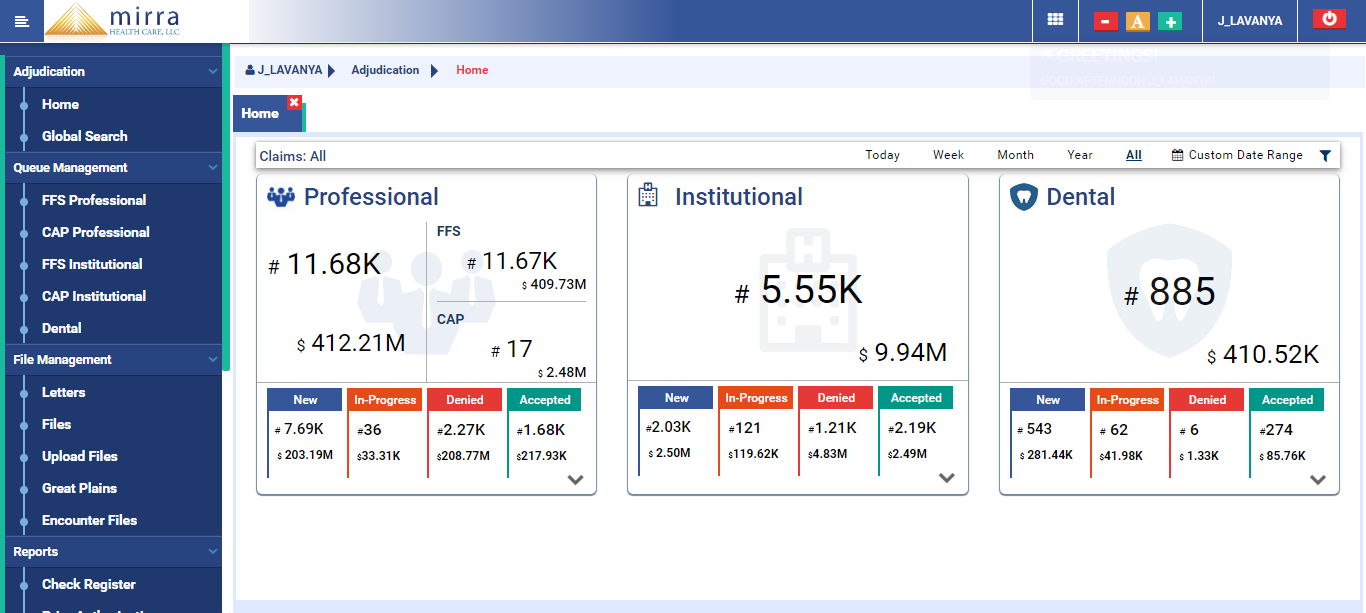 mirra
HEALTH CARE, LLC
A
J_LAVANYA
GREETINGS!
GOOD AFTERNOON J_LAVANYA!
J_LAVANYA Adjudication Home
Home
Adjudication
Home
Global Search
Queue Management
FFS Professional
CAP Professional
FFS Institutional
CAP Institutional
Dental
File Management
Letters
Files
Upload Files
Great Plains
Encounter Files
Reports
Check Register
Claims: All Today Week Month Year All Custom Date Range
Professional
# 11.68K
$ 412.21M
FFS
# 11.67K
$ 409.73M
CAP
# 17
$ 2.48M
New In-Progress Denied Accepted
# 7.69K #36 #2.27K #1.68K
$ 203.19M $33.31K $208.77M $217.93K
Institutional
# 5.55K
$ 9.94M
New In-Progress Denied Accepted
#2.03K #121 #1.21K #2.19K
$ 2.50M $119.62K $4.83M $2.49M
Dental
# 885
$ 410.52K
New In-Progress Denied Accepted
# 543 # 62 # 6 #274
$ 281.44K $41.98K $ 1.33K $ 85.76K